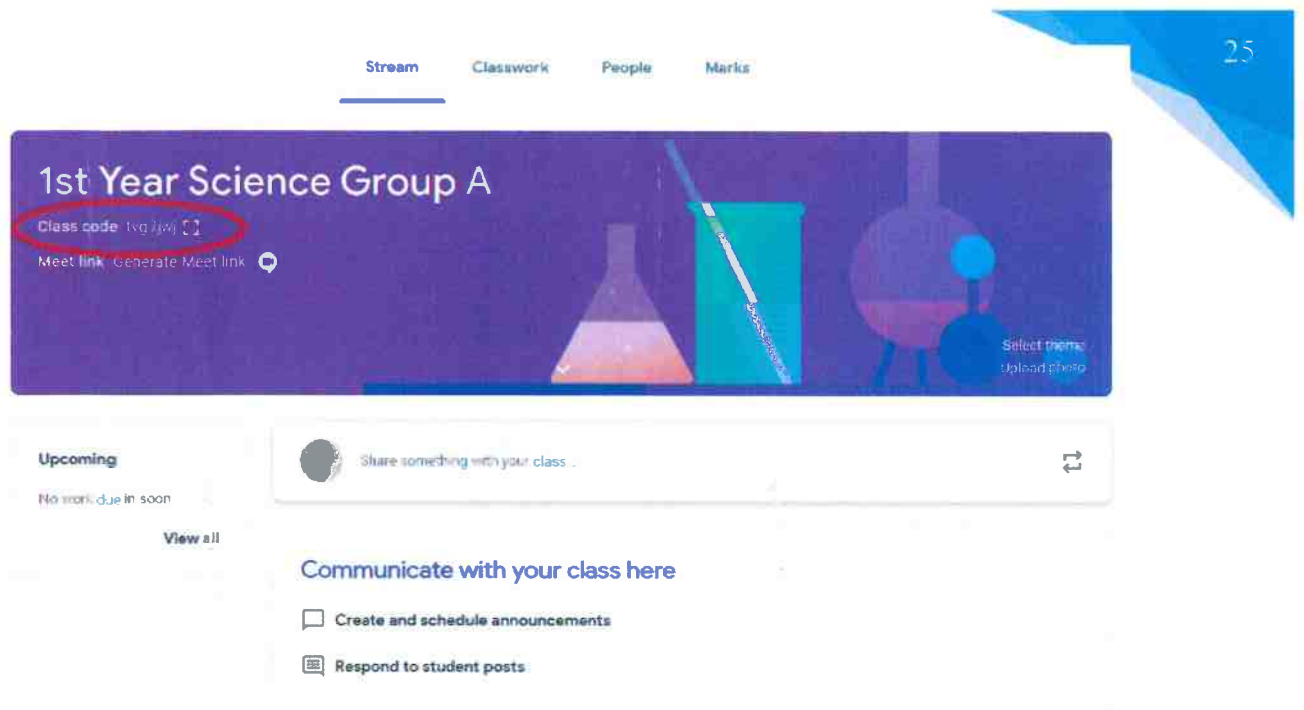 25
Stream Classwork People Marks
1st Year Science Group A
Class code
Meet link Generate Meet link
Select theme
Upload photo
Upcoming
Share something with your class
No work due in soon
View all
Communicate with your class here
Create and schedule announcements
Respond to student posts